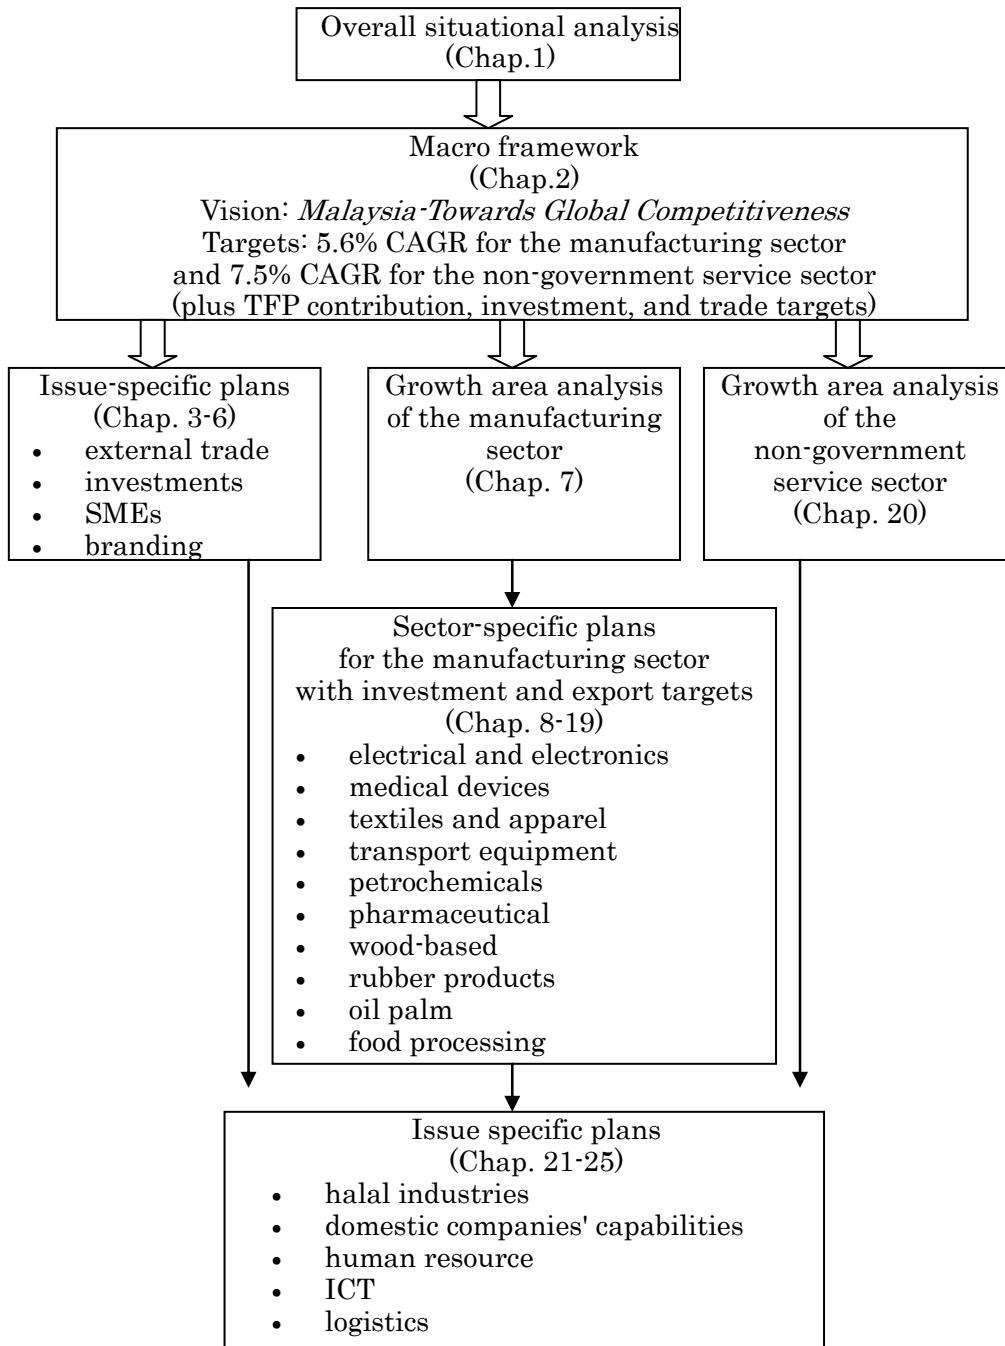 Overall situational analysis
(Chap.1)
Macro framework
(Chap.2)
Vision: Malaysia-Towards Global Competitiveness
Targets: 5.6% CAGR for the manufacturing sector
and 7.5% CAGR for the non-government service sector
(plus TFP contribution, investment, and trade targets)
Issue-specific plans
(Chap. 3-6)
• external trade
• investments
• SMEs
• branding
Growth area analysis
of the manufacturing
sector
(Chap. 7)
Growth area analysis
of the
non-government
service sector
(Chap. 20)
Sector-specific plans
for the manufacturing sector
with investment and export targets
(Chap. 8-19)
• electrical and electronics
• medical devices
• textiles and apparel
• transport equipment
• petrochemicals
• pharmaceutical
• wood-based
• rubber products
• oil palm
• food processing
Issue specific plans
(Chap. 21-25)
• halal industries
• domestic companies' capabilities
• human resource
• ICT
• logistics